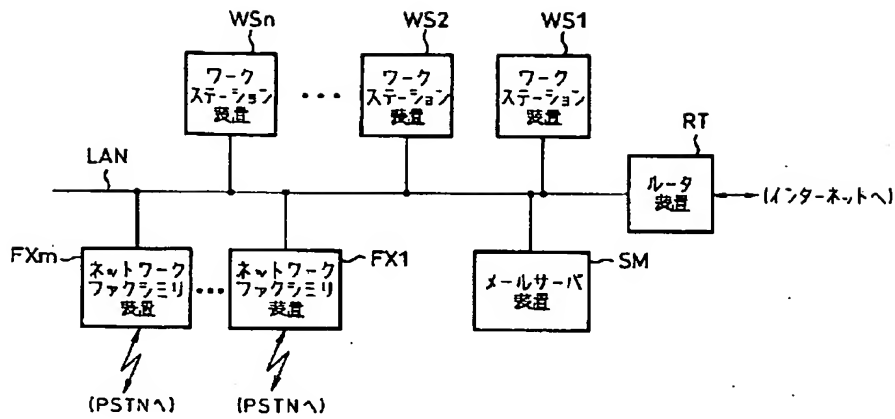 WSn
WS2
WS1
ワーク
ステーション
装置
...
ワーク
ステーション
装置
ワーク
ステーション
装置
RT
LAN
ルータ
装置
(インターネットへ)
FXm
ネットワーク
ファクシミリ
装置
...
ネットワーク
ファクシミリ
装置
FX1
メールサーバ
装置
SM
(PSTNへ)
(PSTNへ)